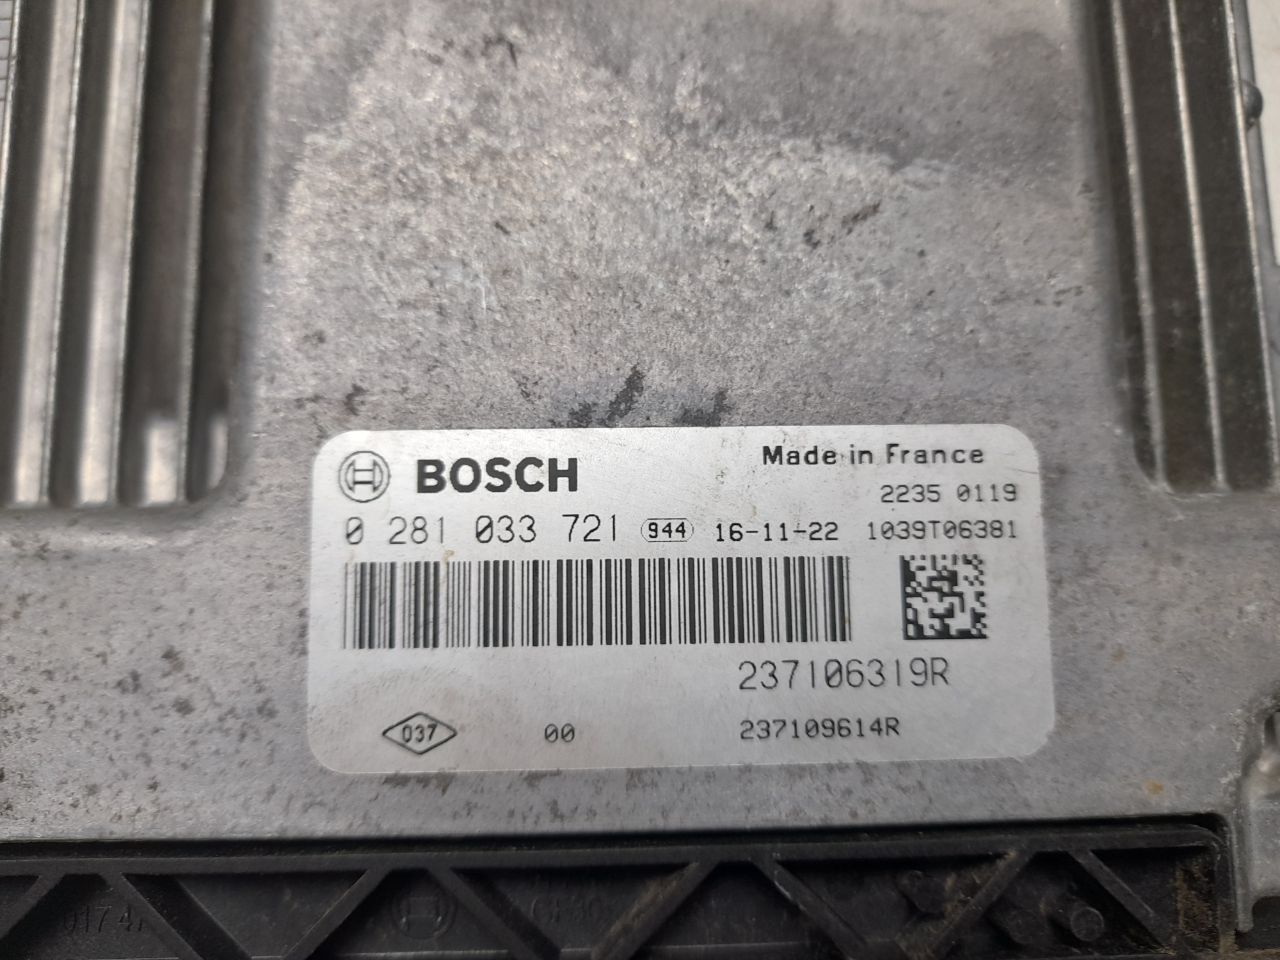 Made in France
BOSCH
2235 0119
0 281 033 721 944 16-11-22 1039T06381
237106319R
037 00 237109614R